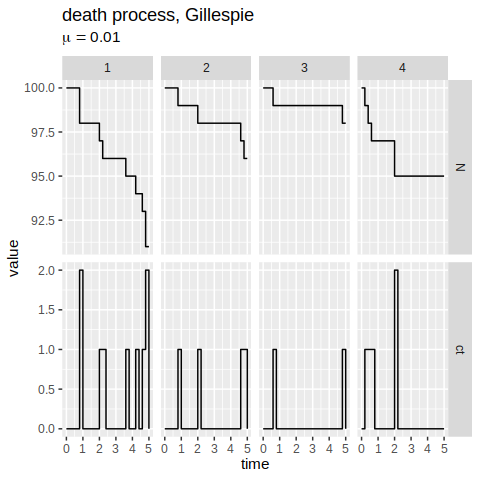 death process, Gillespie
μ = 0.01
1 2 3 4
100.0
97.5
95.0
92.5
N
value
2.0
1.5
1.0
0.5
0.0
ct
0 1 2 3 4 5 0 1 2 3 4 5 0 1 2 3 4 5 0 1 2 3 4 5
time